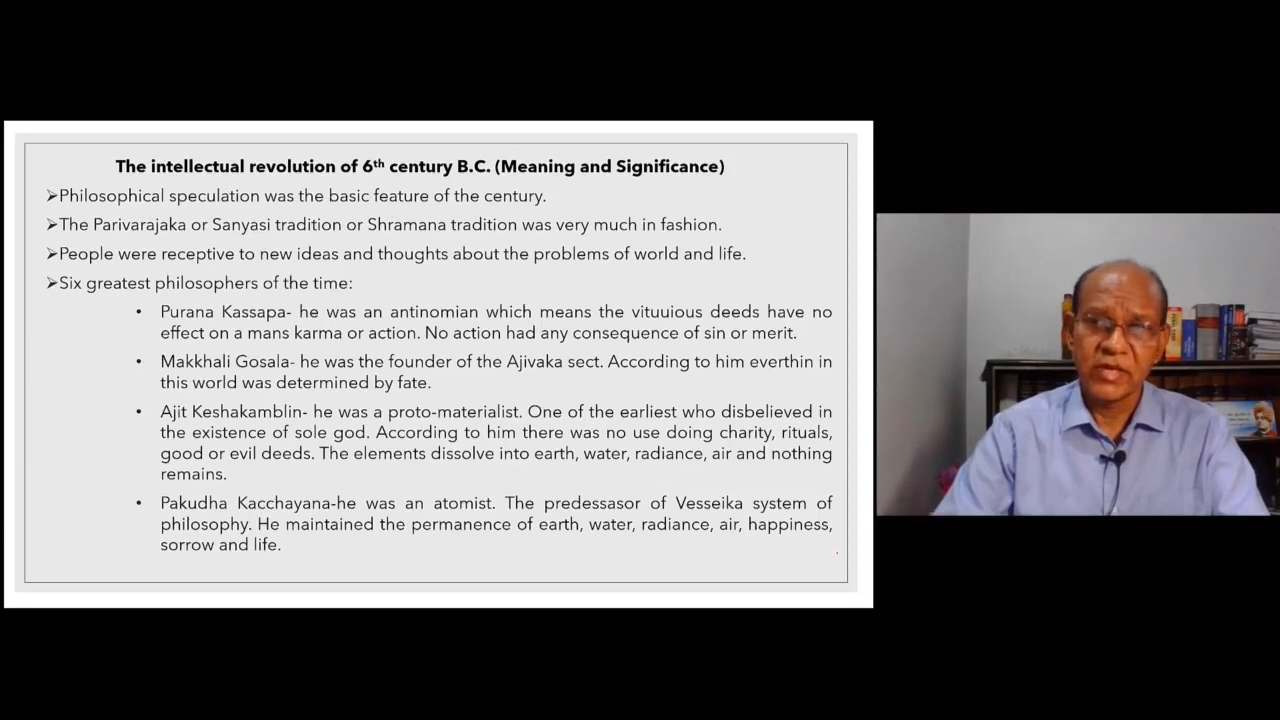 The intellectual revolution of 6th century B.C. (Meaning and Significance)
➢Philosophical speculation was the basic feature of the century.
➢The Parivarajaka or Sanyasi tradition or Shramana tradition was very much in fashion.
➢People were receptive to new ideas and thoughts about the problems of world and life.
➢Six greatest philosophers of the time:
• Purana Kassapa- he was an antinomian which means the vituuious deeds have no
effect on a mans karma or action. No action had any consequence of sin or merit.
• Makkhali Gosala- he was the founder of the Ajivaka sect. According to him everthin in
this world was determined by fate.
• Ajit Keshakamblin- he was a proto-materialist. One of the earliest who disbelieved in
the existence of sole god. According to him there was no use doing charity, rituals,
good or evil deeds. The elements dissolve into earth, water, radiance, air and nothing
remains.
• Pakudha Kacchayana-he was an atomist. The predessasor of Vesseika system of
philosophy. He maintained the permanence of earth, water, radiance, air, happiness,
sorrow and life.